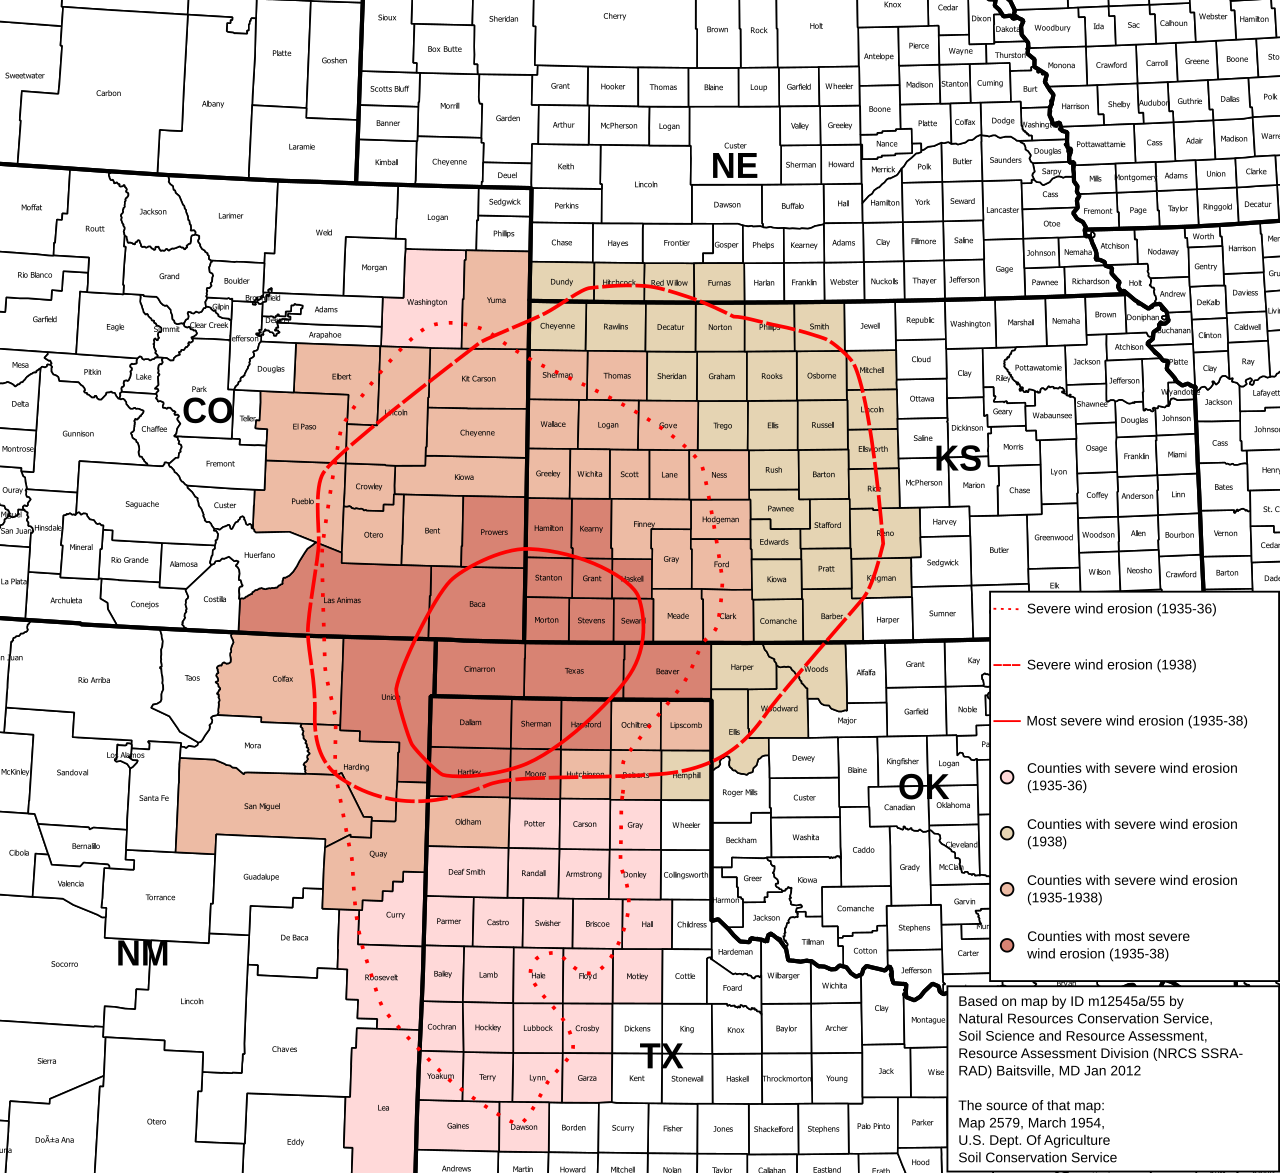 Sioux
Sheridan
Cherry
Brown
Rock
Holt
Knox
Cedar
Dixon
Dakota
Woodbury
Ida
Sac
Calhoun
Webster
Hamilton
Platte
Goshen
Box Butte
Antelope
Pierce
Wayne
Thurston
Monona
Crawford
Carroll
Greene
Boone
Sto
Sweetwater
Carbon
Albany
Scotts Bluff
Morrill
Garden
Grant
Hooker
Thomas
Blaine
Loup
Garfield
Wheeler
Madison
Stanton
Cuming
Burt
Harrison
Shelby
Audubon
Guthrie
Dallas
Polk
Laramie
Banner
Arthur
McPherson
Logan
Custer
Valley
Greeley
Boone
Platte
Colfax
Dodge
Washington
Pottawattamie
Cass
Adair
Madison
Warre
Kimball
Cheyenne
Deuel
Keith
Lincoln
NE
Sherman
Howard
Nance
Merrick
Polk
Butler
Saunders
Douglas
Sarpy
Mills
Montgomery
Adams
Union
Clarke
Moffat
Routt
Jackson
Larimer
Weld
Logan
Sedgwick
Phillips
Perkins
Dawson
Buffalo
Hall
Hamilton
York
Seward
Lancaster
Cass
Otoe
Fremont
Page
Taylor
Ringgold
Decatur
Rio Blanco
Grand
Boulder
Morgan
Washington
Yuma
Chase
Hayes
Frontier
Gosper
Phelps
Kearney
Adams
Clay
Fillmore
Saline
Gage
Johnson
Nemaha
Pawnee
Richardson
Atchison
Holt
Nodaway
Worth
Harrison
Mer
Gentry
Gru
Andrew
DeKalb
Daviess
Livin
Garfield
Eagle
Summit
Gilpin
Clear Creek
Broomfield
Adams
Arapahoe
Jefferson
Dundy
Hitchcock
Red Willow
Furnas
Harlan
Franklin
Webster
Nuckolls
Thayer
Jefferson
Cheyenne
Rawlins
Decatur
Norton
Phillips
Smith
Jewell
Republic
Washington
Marshall
Nemaha
Brown
Doniphan
Buchanan
Clinton
Caldwell
Mesa
Pitkin
Lake
Park
Douglas
Elbert
Lincoln
Kit Carson
Sherman
Thomas
Sheridan
Graham
Rooks
Osborne
Mitchell
Cloud
Clay
Riley
Pottawatomie
Jackson
Atchison
Jefferson
Platte
Clay
Ray
Wyandotte
Lafayett
Delta
Montrose
Gunnison
Chaffee
CO
Teller
El Paso
Cheyenne
Wallace
Logan
Gove
Trego
Ellis
Russell
Lincoln
Ellsworth
Ottawa
Saline
Dickinson
Geary
Morris
Wabaunsee
Shawnee
Osage
Douglas
Johnson
Franklin
Miami
Jackson
Cass
Johnson
Ouray
San Juan
Hinsdale
Saguache
Fremont
Custer
Pueblo
Crowley
Kiowa
Greeley
Wichita
Scott
Lane
Ness
Rush
Barton
Rice
McPherson
KS
Marion
Chase
Lyon
Coffey
Anderson
Linn
Bates
Henry
St. C
La Plata
Archuleta
Mineral
Rio Grande
Alamosa
Conejos
Costilla
Huerfano
Otero
Bent
Prowers
Las Animas
Baca
Hamilton
Kearny
Finney
Hodgeman
Pawnee
Stafford
Edwards
Reno
Harvey
Sedgwick
Butler
Greenwood
Woodson
Allen
Bourbon
Vernon
Cedar
Stanton
Grant
Haskell
Gray
Ford
Kiowa
Pratt
Kingman
Elk
Wilson
Neosho
Crawford
Barton
Dad
Morton
Stevens
Seward
Meade
Clark
Comanche
Barber
Harper
Sumner
n Juan
Rio Arriba
Taos
Colfax
Union
Cimarron
Texas
Beaver
Harper
Woods
Alfalfa
Grant
Kay
Woodward
Major
Garfield
Noble
Ellis
Dallam
Sherman
Hansford
Ochiltree
Lipscomb
Mora
Los Alamos
Harding
Hartley
Moore
Hutchinson
Roberts
Hemphill
McKinley
Sandoval
Santa Fe
San Miguel
Dewey
Blaine
Kingfisher
Logan
Pa
OK
Roger Mills
Custer
Canadian
Oklahoma
Cibola
Bernalillo
Valencia
Torrance
Guadalupe
Quay
Oldham
Potter
Carson
Gray
Wheeler
Beckham
Washita
Caddo
Cleveland
Grady
McClain
Deaf Smith
Randall
Armstrong
Donley
Collingsworth
Greer
Kiowa
Harmon
Jackson
Comanche
Stephens
Garvin
Mur
Tillman
Cotton
Jefferson
Carter
NM
Socorro
De Baca
Curry
Roosevelt
Parmer
Castro
Swisher
Briscoe
Hall
Childress
Hardeman
Wilbarger
Wichita
Foard
Clay
Montague
Lincoln
Chaves
Lea
Bailey
Lamb
Hale
Floyd
Motley
Cottle
Cochran
Hockley
Lubbock
Crosby
Dickens
King
Knox
Baylor
Archer
TX
Yoakum
Terry
Lynn
Garza
Kent
Stonewall
Haskell
Throckmorton
Young
Jack
Wise
Sierra
Otero
DoÃ±a Ana
Eddy
Gaines
Dawson
Borden
Scurry
Fisher
Jones
Shackelford
Stephens
Palo Pinto
Parker
Hood
Andrews
Martin
Howard
Mitchell
Nolan
Taylor
Callahan
Eastland
Erath
Severe wind erosion (1935-36)
Severe wind erosion (1938)
Most severe wind erosion (1935-38)
Counties with severe wind erosion
(1935-36)
Counties with severe wind erosion
(1938)
Counties with severe wind erosion
(1935-1938)
Counties with most severe
wind erosion (1935-38)
Based on map by ID m12545a/55 by
Natural Resources Conservation Service,
Soil Science and Resource Assessment,
Resource Assessment Division (NRCS SSRA-
RAD) Baitsville, MD Jan 2012
The source of that map:
Map 2579, March 1954,
U.S. Dept. Of Agriculture
Soil Conservation Service